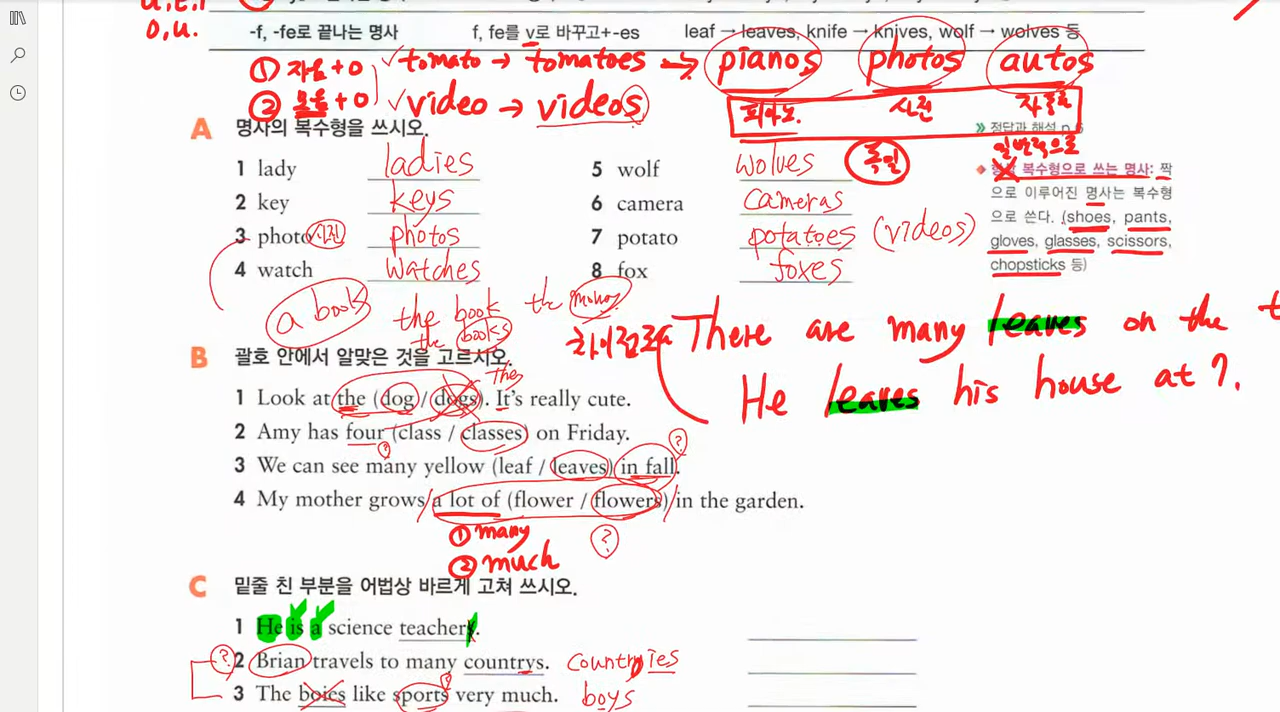 o, u.
-f, -fe로 끝나는 명사 f, fe를 v로 바꾸고+-es leaf → leaves, knife → knives, wolf → wolves 등
① 자음+o ✓tomato → tomatoes → pianos photos autos
② 모음+o ✓video → videos 피아노 사진
A 명사의 복수형을 쓰시오.
» 정답과 해설 p.
일반적으로
1 lady ladies 5 wolf wolves
복수형으로 쓰는 명사: 짝
2 key keys 6 camera cameras
으로 이루어진 명사는 복수형
3 photo 사진 photos 7 potato potatoes (videos)
으로 쓴다. (shoes, pants,
gloves, glasses, scissors,
4 watch watches 8 fox foxes
chopsticks 등)
a book the book the
the books
There are many leaves on the t
He leaves his house at 7.
B 괄호 안에서 알맞은 것을 고르시오.
1 Look at the (dog / dogs). It's really cute.
2 Amy has four (class / classes) on Friday.
3 We can see many yellow (leaf / leaves) in fall.
4 My mother grows a lot of (flower / flowers) in the garden.
① many
② much
?
C 밑줄 친 부분을 어법상 바르게 고쳐 쓰시오.
1 He is a science teachers.
2 Brian travels to many countrys. countries
3 The boies like sports very much. boys